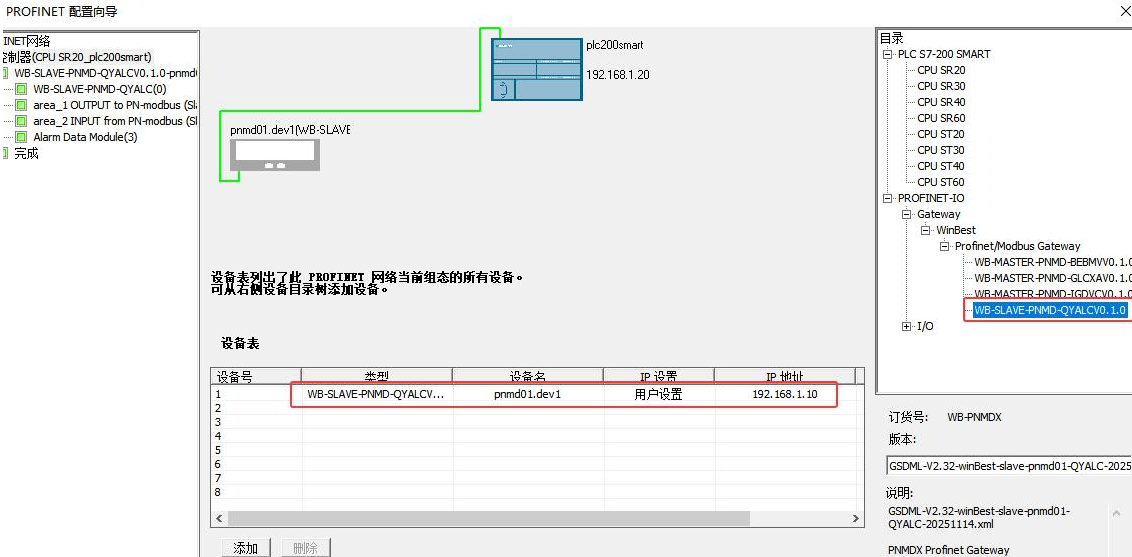 PROFINET 配置向导
INET网络
控制器(CPU SR20_plc200smart)
WB-SLAVE-PNMD-QYALCV0.1.0-pnmd
WB-SLAVE-PNMD-QYALC(0)
area_1 OUTPUT to PN-modbus (Sl
area_2 INPUT from PN-modbus (Sl
Alarm Data Module(3)
完成
plc200smart
192.168.1.20
pnmd01.dev1(WB-SLAVE
设备表列出了此 PROFINET 网络当前组态的所有设备。
可从右侧设备目录树添加设备。
设备表
设备号 类型 设备名 IP 设置 IP 地址
1 WB-SLAVE-PNMD-QYALCV... pnmd01.dev1 用户设置 192.168.1.10
2
3
4
5
6
7
8
添加 删除
目录
PLC S7-200 SMART
CPU SR20
CPU SR30
CPU SR40
CPU SR60
CPU ST20
CPU ST30
CPU ST40
CPU ST60
PROFINET-IO
Gateway
WinBest
Profinet/Modbus Gateway
WB-MASTER-PNMD-BEBMVV0.1.0
WB-MASTER-PNMD-GLCXAV0.1.0
WB-MASTER-PNMD-IGDVCV0.1.0
WB-SLAVE-PNMD-QYALCV0.1.0
I/O
订货号: WB-PNMDX
版本:
GSDML-V2.32-winBest-slave-pnmd01-QYALC-2025
说明:
GSDML-V2.32-winBest-slave-pnmd01-
QYALC-20251114.xml
PNMDX Profinet Gateway